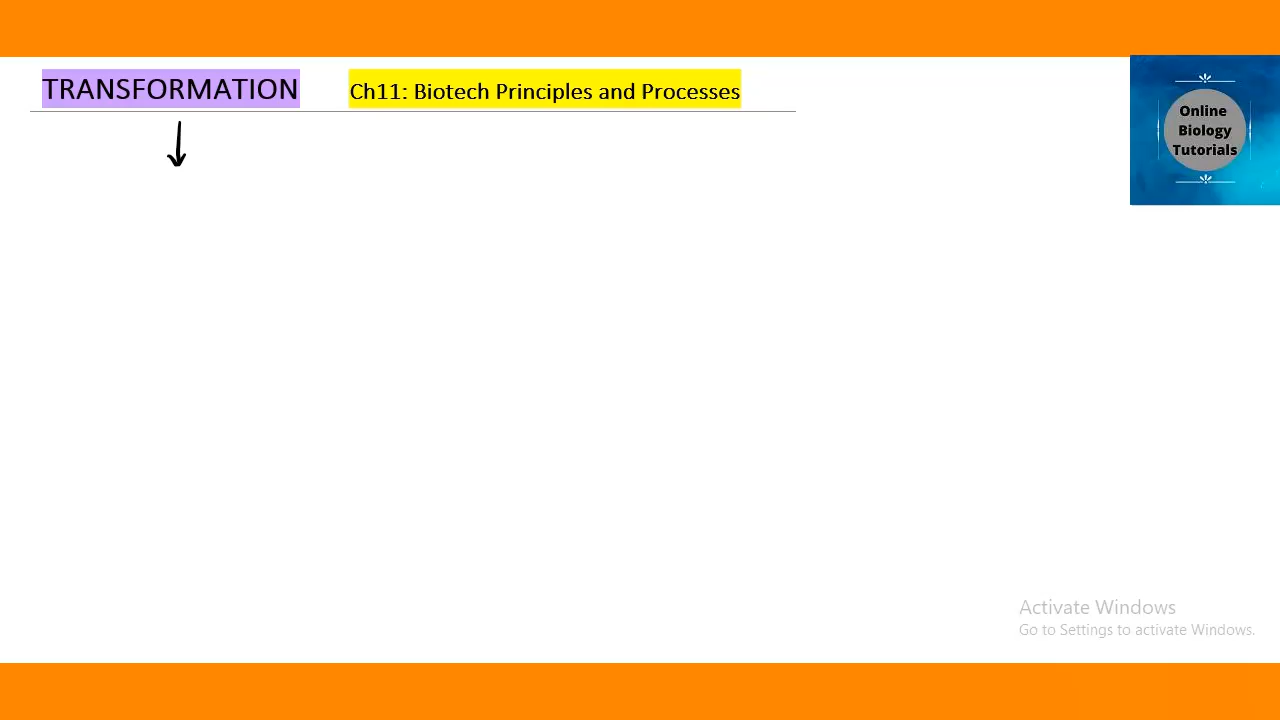 TRANSFORMATION
Ch11: Biotech Principles and Processes
Online
Biology
Tutorials
Activate Windows
Go to Settings to activate Windows.